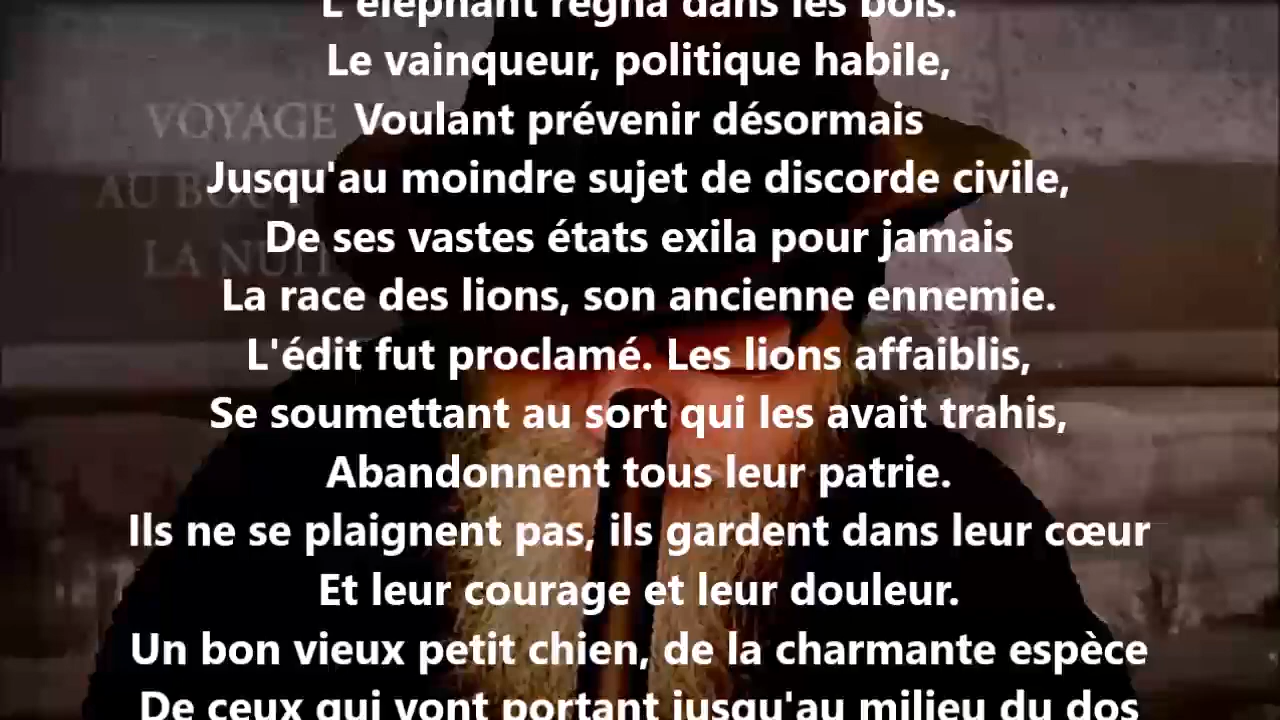 L'éléphant régna dans les bois.
Le vainqueur, politique habile,
Voulant prévenir désormais
Jusqu'au moindre sujet de discorde civile,
De ses vastes états exila pour jamais
La race des lions, son ancienne ennemie.
L'édit fut proclamé. Les lions affaiblis,
Se soumettant au sort qui les avait trahis,
Abandonnent tous leur patrie.
Ils ne se plaignent pas, ils gardent dans leur cœur
Et leur courage et leur douleur.
Un bon vieux petit chien, de la charmante espèce
De ceux qui vont portant jusqu'au milieu du dos
VOYAGE
AU BOUT
LA NUIT